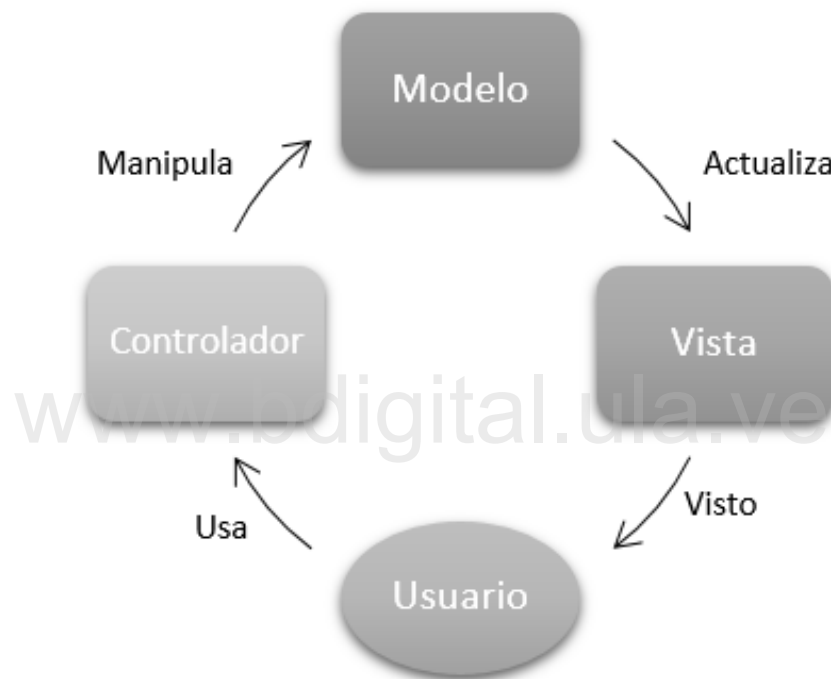 Modelo
Manipula
Actualiza
Controlador
Vista
www.bdigital.ula.ve
Usa
Visto
Usuario